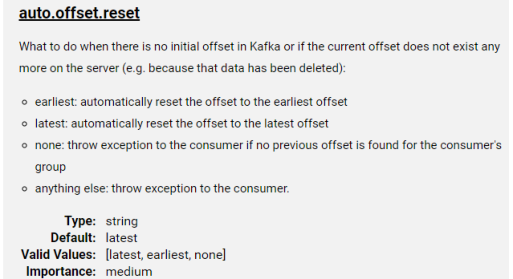 auto.offset.reset
What to do when there is no initial offset in Kafka or if the current offset does not exist any
more on the server (e.g. because that data has been deleted):
earliest: automatically reset the offset to the earliest offset
latest: automatically reset the offset to the latest offset
none: throw exception to the consumer if no previous offset is found for the consumer's
group
anything else: throw exception to the consumer.
Type: string
Default: latest
Valid Values: [latest, earliest, none]
Importance: medium